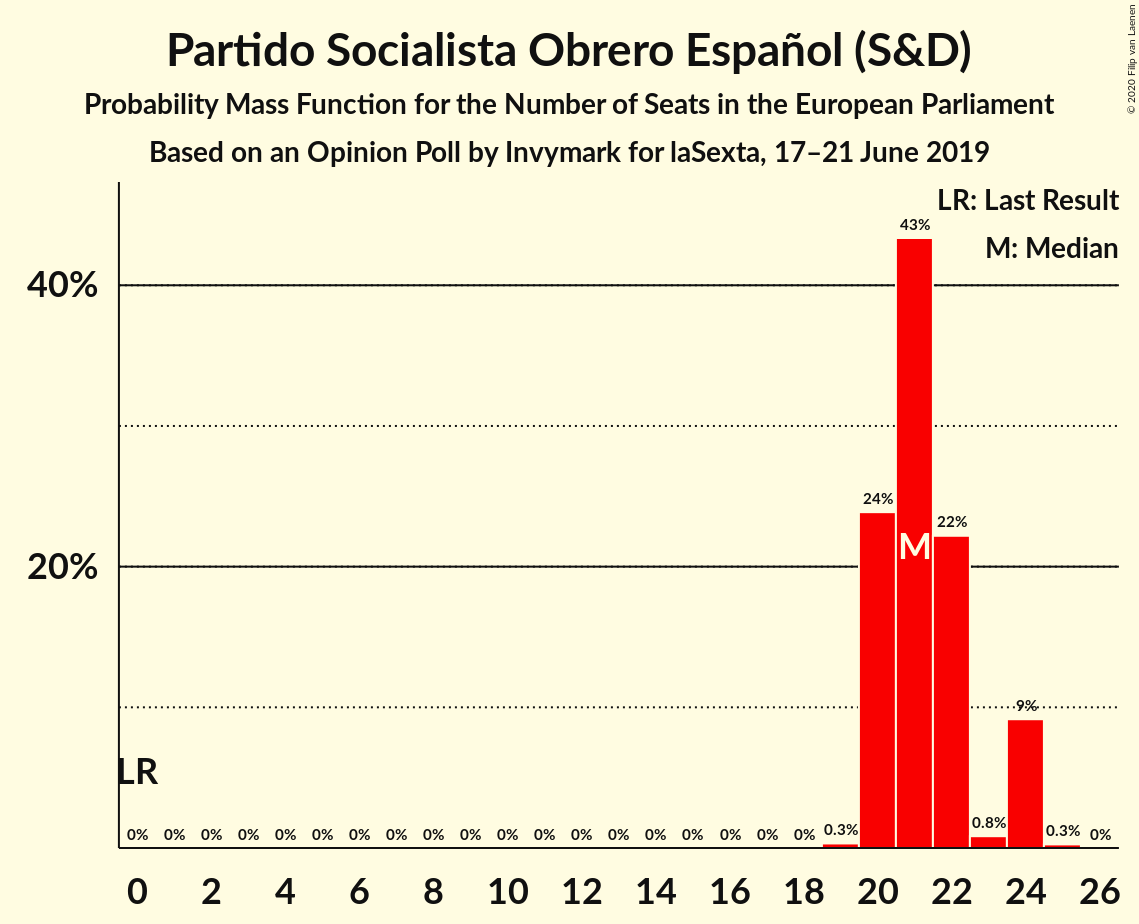 Partido Socialista Obrero Español (S&D)
Probability Mass Function for the Number of Seats in the European Parliament
Based on an Opinion Poll by Invymark for laSexta, 17–21 June 2019
© 2020 Filip van Laenen
LR: Last Result
M: Median
43%
40%
24%
22%
M
20%
9%
LR
0% 0% 0% 0% 0% 0% 0% 0% 0% 0% 0% 0% 0% 0% 0% 0% 0% 0% 0% 0.3% 0.8% 0.3% 0%
0 2 4 6 8 10 12 14 16 18 20 22 24 26